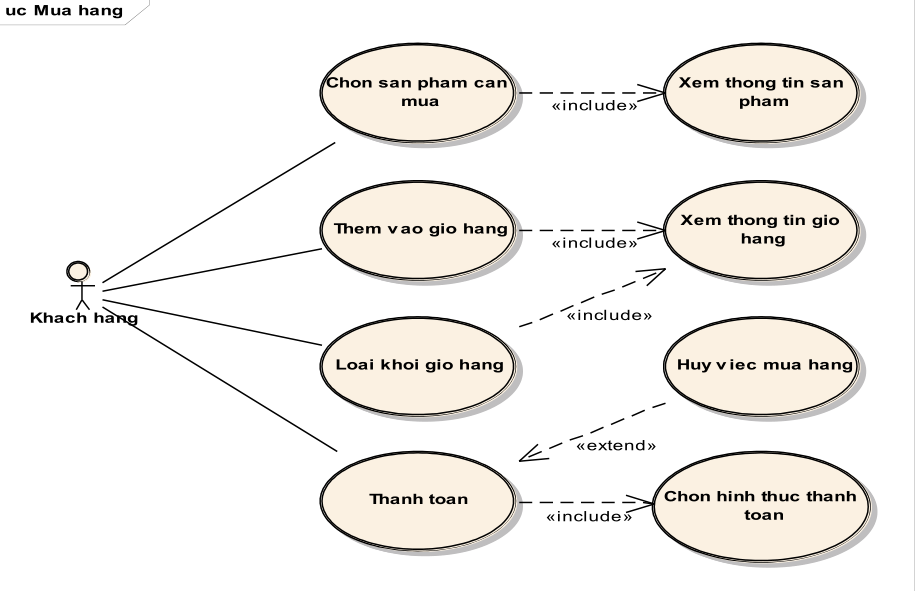 uc Mua hang
Chon san pham can
mua
«include»
Xem thong tin san
pham
Them vao gio hang
«include»
Xem thong tin gio
hang
Khach hang
«include»
Loai khoi gio hang
Huy viec mua hang
«extend»
Thanh toan
«include»
Chon hinh thuc thanh
toan